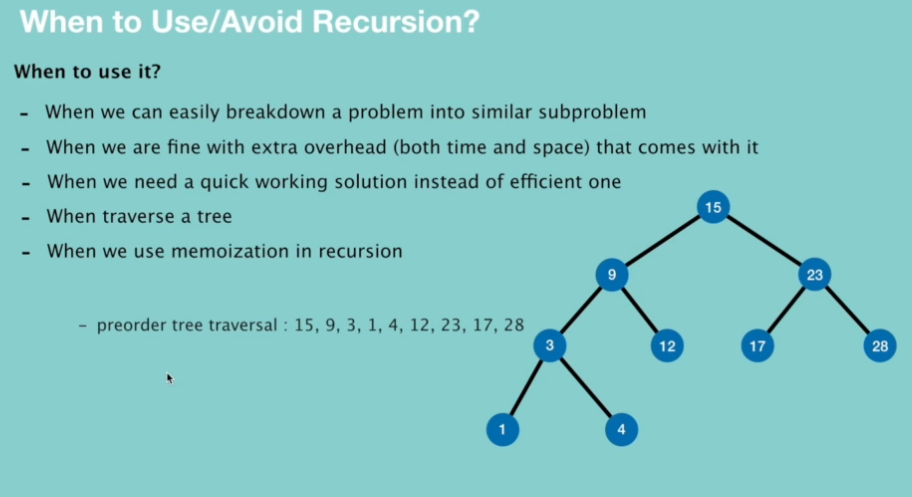 When to Use/Avoid Recursion?
When to use it?
- When we can easily breakdown a problem into similar subproblem
- When we are fine with extra overhead (both time and space) that comes with it
- When we need a quick working solution instead of efficient one
- When traverse a tree
- When we use memoization in recursion
- preorder tree traversal : 15, 9, 3, 1, 4, 12, 23, 17, 28
15
9 23
3 12 17 28
1 4